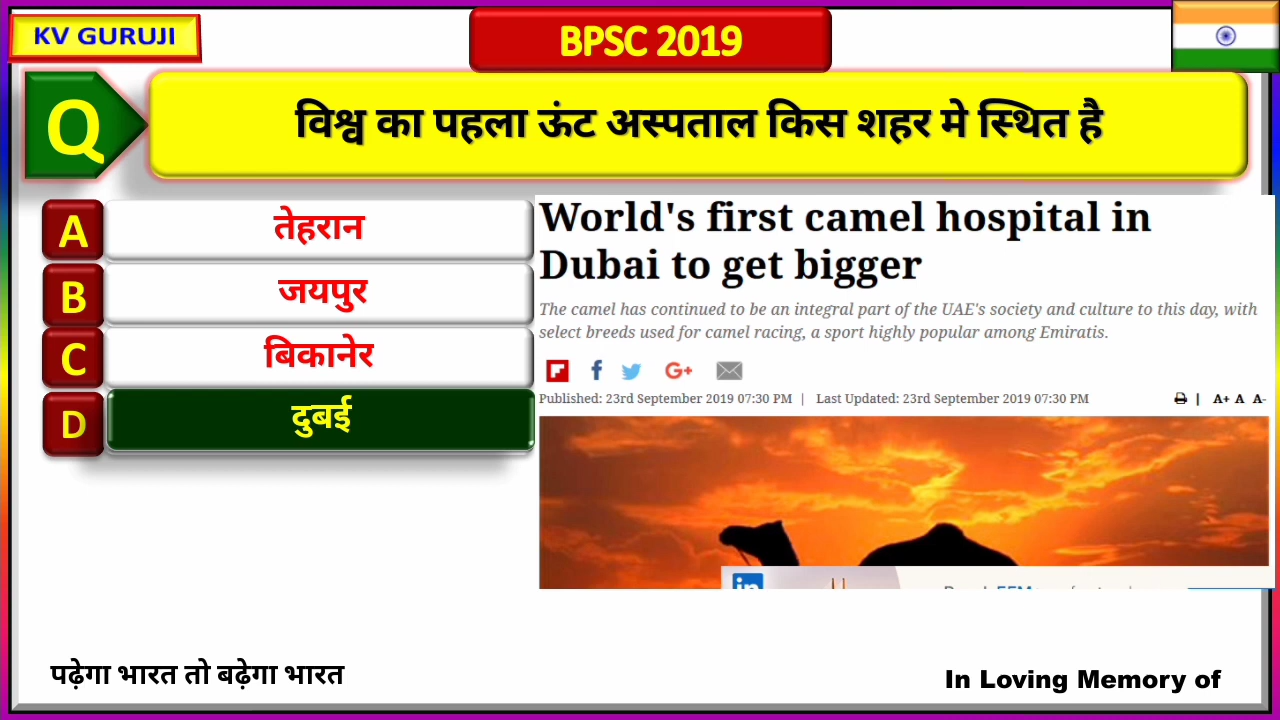 KV GURUJI
BPSC 2019
Q
विश्व का पहला ऊंट अस्पताल किस शहर मे स्थित है
A
तेहरान
B
जयपुर
C
बिकानेर
D
दुबई
World's first camel hospital in
Dubai to get bigger
The camel has continued to be an integral part of the UAE's society and culture to this day, with
select breeds used for camel racing, a sport highly popular among Emiratis.
G+
Published: 23rd September 2019 07:30 PM | Last Updated: 23rd September 2019 07:30 PM | A+ A A-
in
पढ़ेगा भारत तो बढ़ेगा भारत
In Loving Memory of